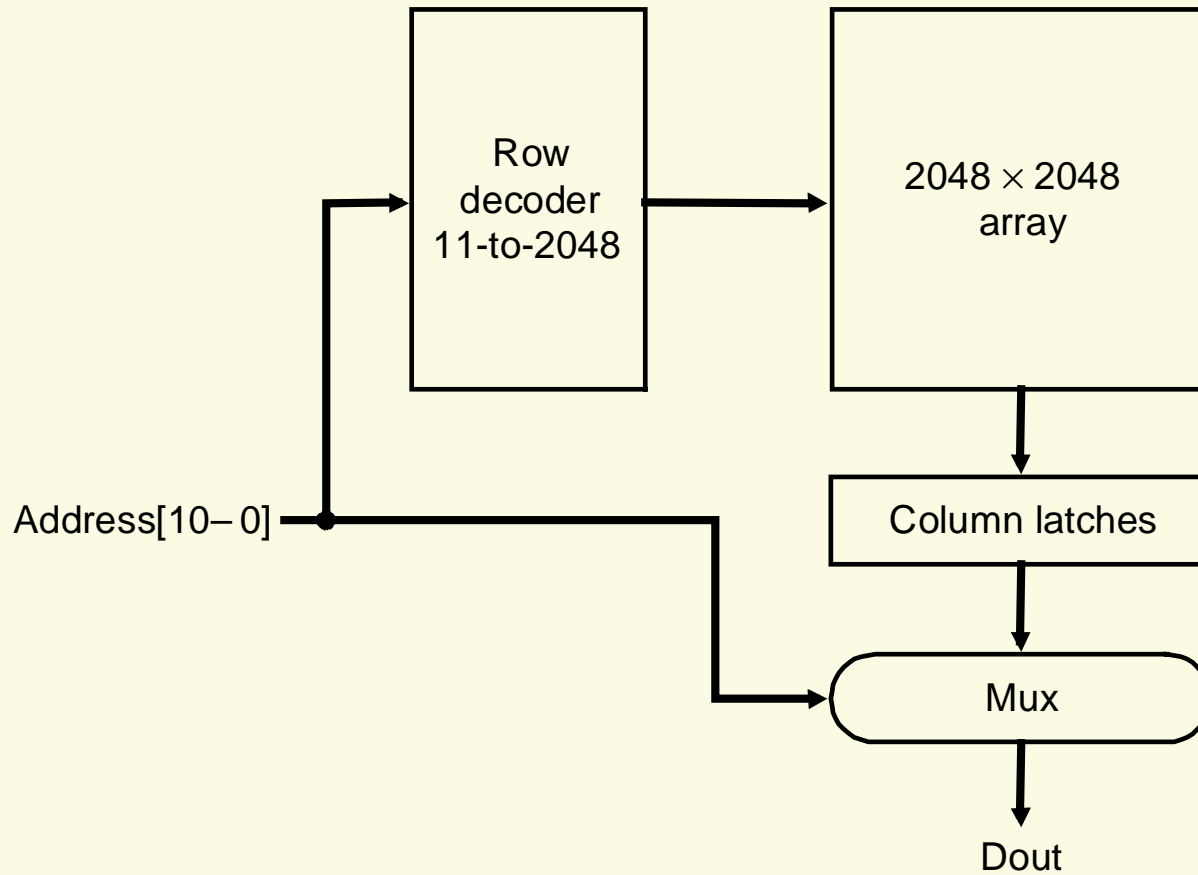 Row
decoder
11-to-2048
2048 × 2048
array
Address[10–0]
Column latches
Mux
Dout